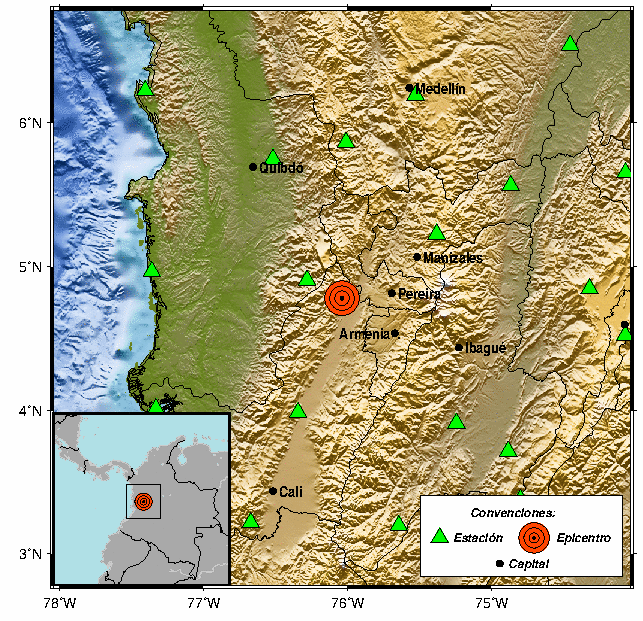 Medellín
6°N
Quibdó
5°N
Manizales
Pereira
Armenia
Ibagué
4°N
Cali
Convenciones:
Estación
Epicentro
Capital
3°N
78°W
77°W
76°W
75°W